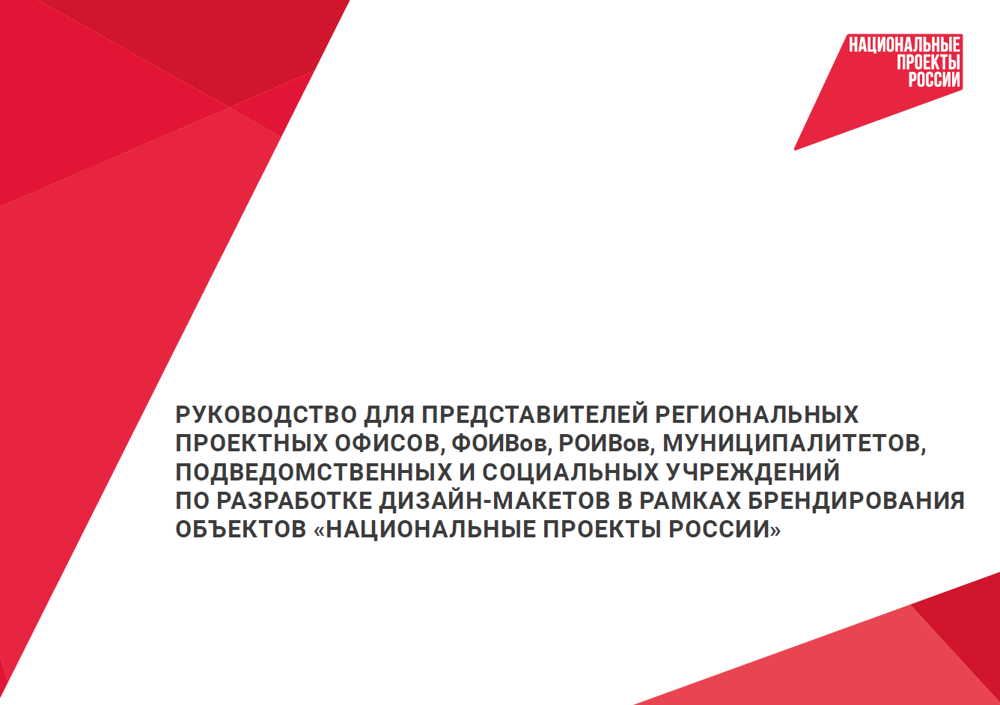 НАЦИОНАЛЬНЫЕ
ПРОЕКТЫ
РОССИИ
РУКОВОДСТВО ДЛЯ ПРЕДСТАВИТЕЛЕЙ РЕГИОНАЛЬНЫХ
ПРОЕКТНЫХ ОФИСОВ, ФОИВов, РОИВов, МУНИЦИПАЛИТЕТОВ,
ПОДВЕДОМСТВЕННЫХ И СОЦИАЛЬНЫХ УЧРЕЖДЕНИЙ
ПО РАЗРАБОТКЕ ДИЗАЙН-МАКЕТОВ В РАМКАХ БРЕНДИРОВАНИЯ
ОБЪЕКТОВ «НАЦИОНАЛЬНЫЕ ПРОЕКТЫ РОССИИ»